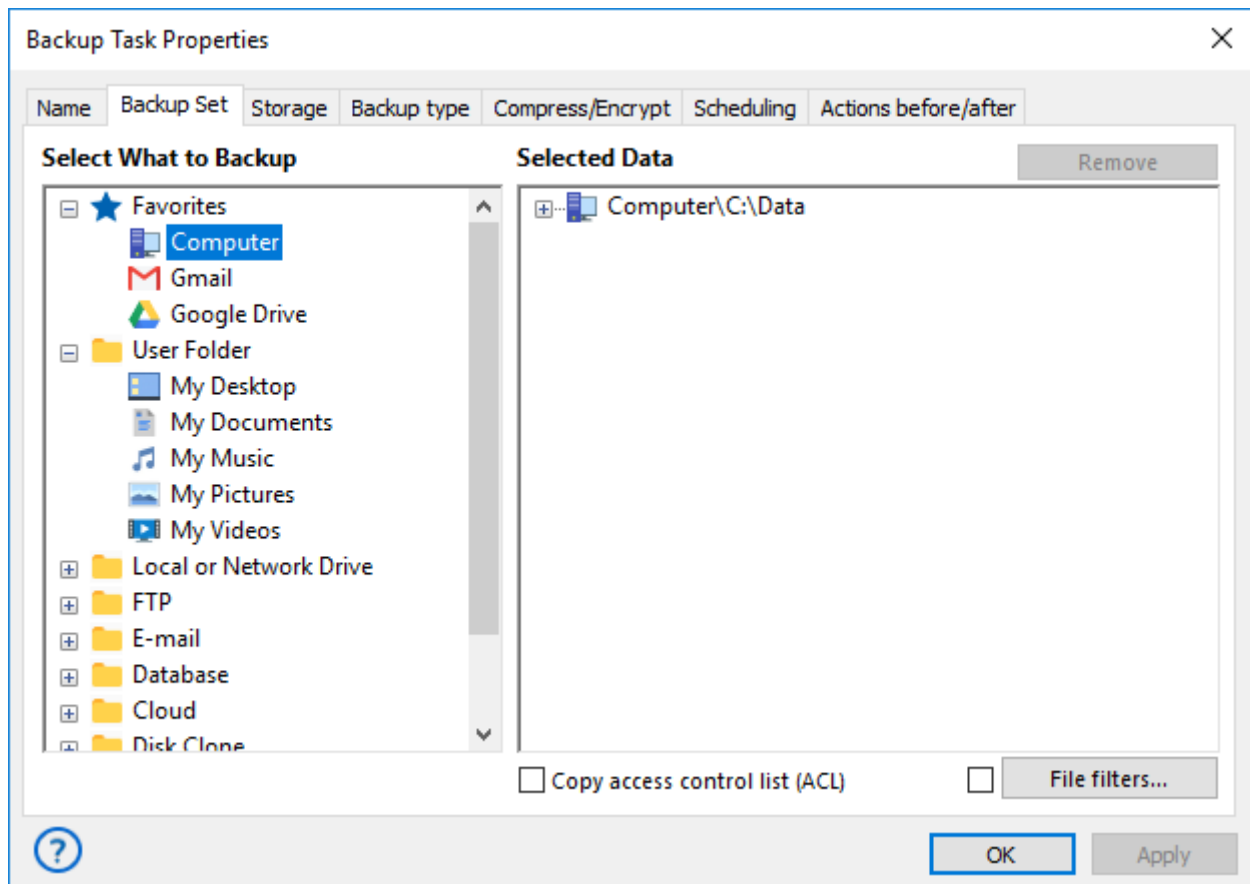 Backup Task Properties
Name Backup Set Storage Backup type Compress/Encrypt Scheduling Actions before/after
Select What to Backup
Selected Data
Remove
Favorites
Computer
Gmail
Google Drive
User Folder
My Desktop
My Documents
My Music
My Pictures
My Videos
Local or Network Drive
FTP
E-mail
Database
Cloud
Disk Clone
Computer\C:\Data
Copy access control list (ACL)
File filters...
?
OK
Apply